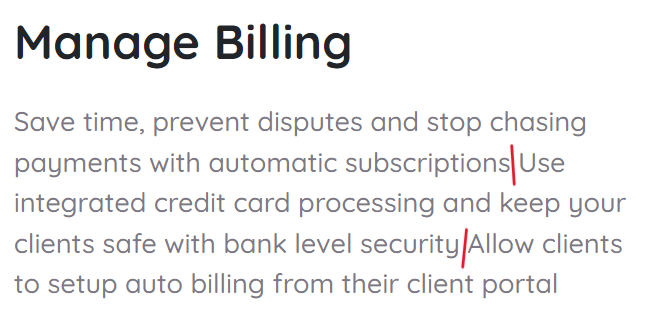 Manage Billing
Save time, prevent disputes and stop chasing
payments with automatic subscriptions Use
integrated credit card processing and keep your
clients safe with bank level security Allow clients
to setup auto billing from their client portal